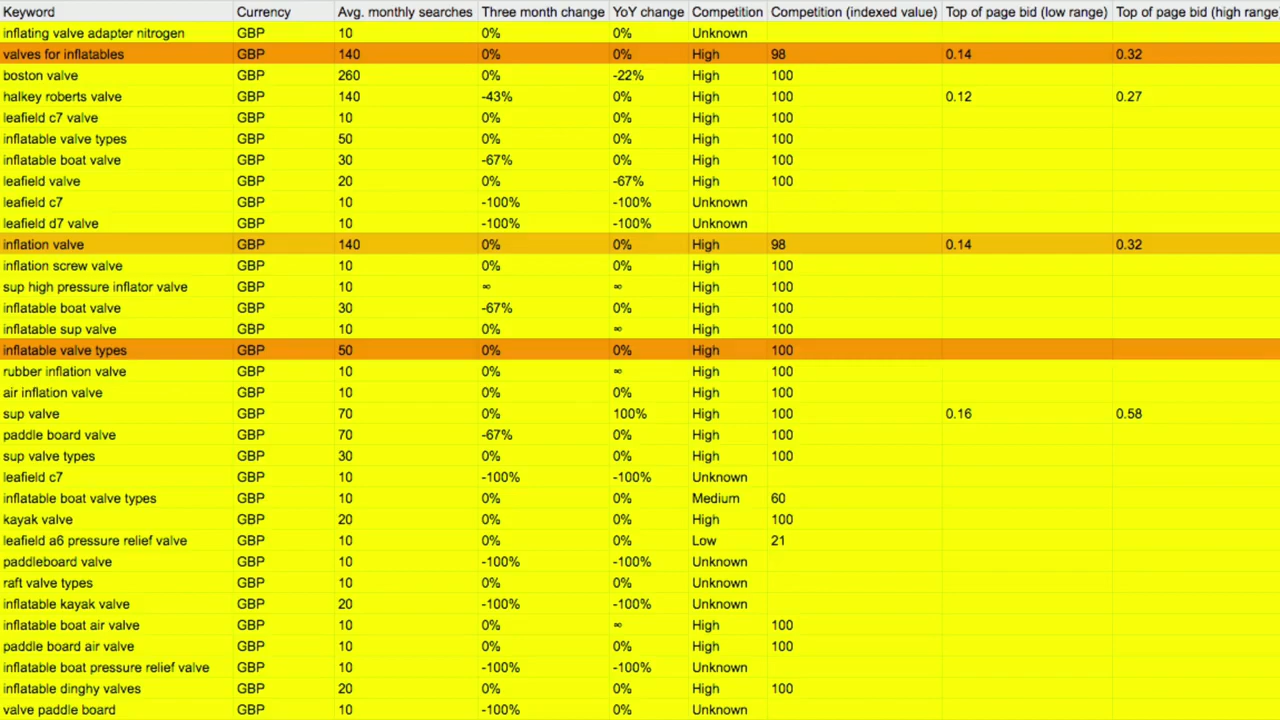 Keyword Currency Avg. monthly searches Three month change YoY change Competition Competition (indexed value) Top of page bid (low range) Top of page bid (high range
inflating valve adapter nitrogen GBP 10 0% 0% Unknown
valves for inflatables GBP 140 0% 0% High 98 0.14 0.32
boston valve GBP 260 0% -22% High 100
halkey roberts valve GBP 140 -43% 0% High 100 0.12 0.27
leafield c7 valve GBP 10 0% 0% High 100
inflatable valve types GBP 50 0% 0% High 100
inflatable boat valve GBP 30 -67% 0% High 100
leafield valve GBP 20 0% -67% High 100
leafield c7 GBP 10 -100% -100% Unknown
leafield d7 valve GBP 10 -100% -100% Unknown
inflation valve GBP 140 0% 0% High 98 0.14 0.32
inflation screw valve GBP 10 0% 0% High 100
sup high pressure inflator valve GBP 10 ∞ ∞ High 100
inflatable boat valve GBP 30 -67% 0% High 100
inflatable sup valve GBP 10 0% ∞ High 100
inflatable valve types GBP 50 0% 0% High 100
rubber inflation valve GBP 10 0% ∞ High 100
air inflation valve GBP 10 0% 0% High 100
sup valve GBP 70 0% 100% High 100 0.16 0.58
paddle board valve GBP 70 -67% 0% High 100
sup valve types GBP 30 0% 0% High 100
leafield c7 GBP 10 -100% -100% Unknown
inflatable boat valve types GBP 10 0% 0% Medium 60
kayak valve GBP 20 0% 0% High 100
leafield a6 pressure relief valve GBP 10 0% 0% Low 21
paddleboard valve GBP 10 -100% -100% Unknown
raft valve types GBP 10 0% 0% Unknown
inflatable kayak valve GBP 20 -100% -100% Unknown
inflatable boat air valve GBP 10 0% ∞ High 100
paddle board air valve GBP 10 0% 0% High 100
inflatable boat pressure relief valve GBP 10 -100% -100% Unknown
inflatable dinghy valves GBP 20 0% 0% High 100
valve paddle board GBP 10 -100% 0% Unknown